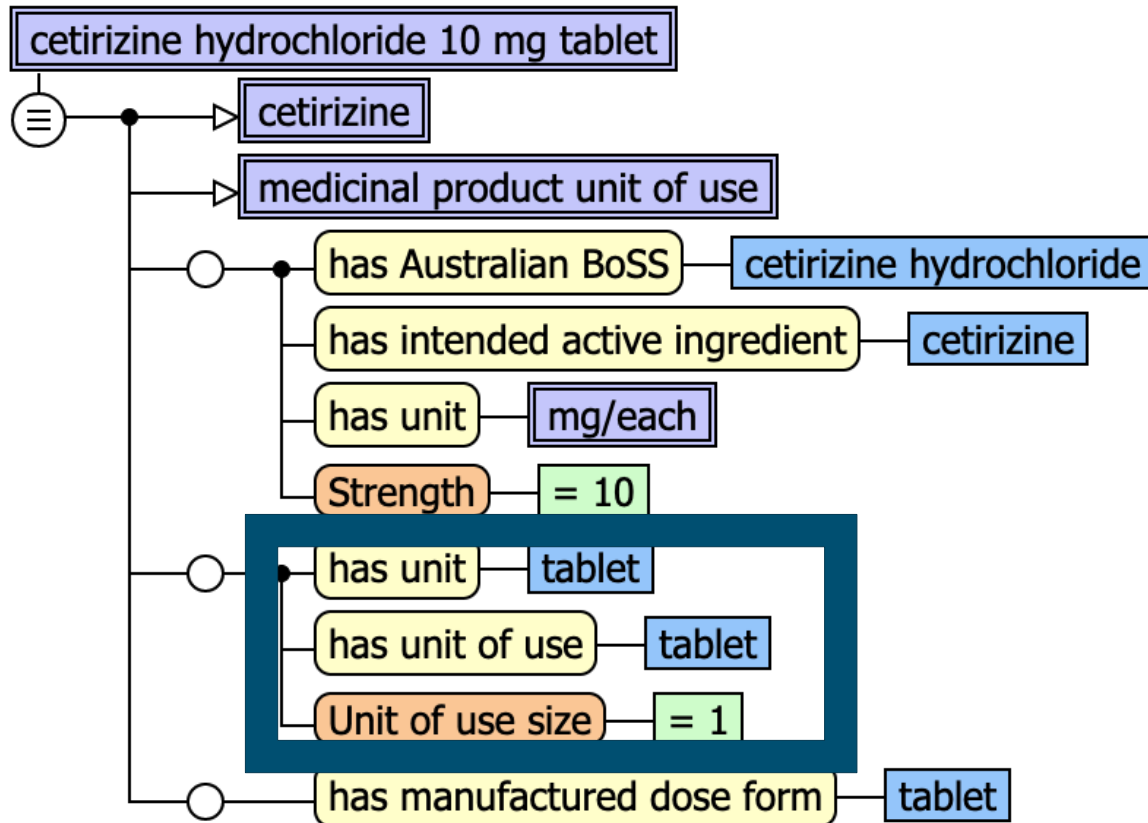 cetirizine hydrochloride 10 mg tablet
≡
cetirizine
medicinal product unit of use
has Australian BoSS cetirizine hydrochloride
has intended active ingredient cetirizine
has unit mg/each
Strength = 10
has unit tablet
has unit of use tablet
Unit of use size = 1
has manufactured dose form tablet